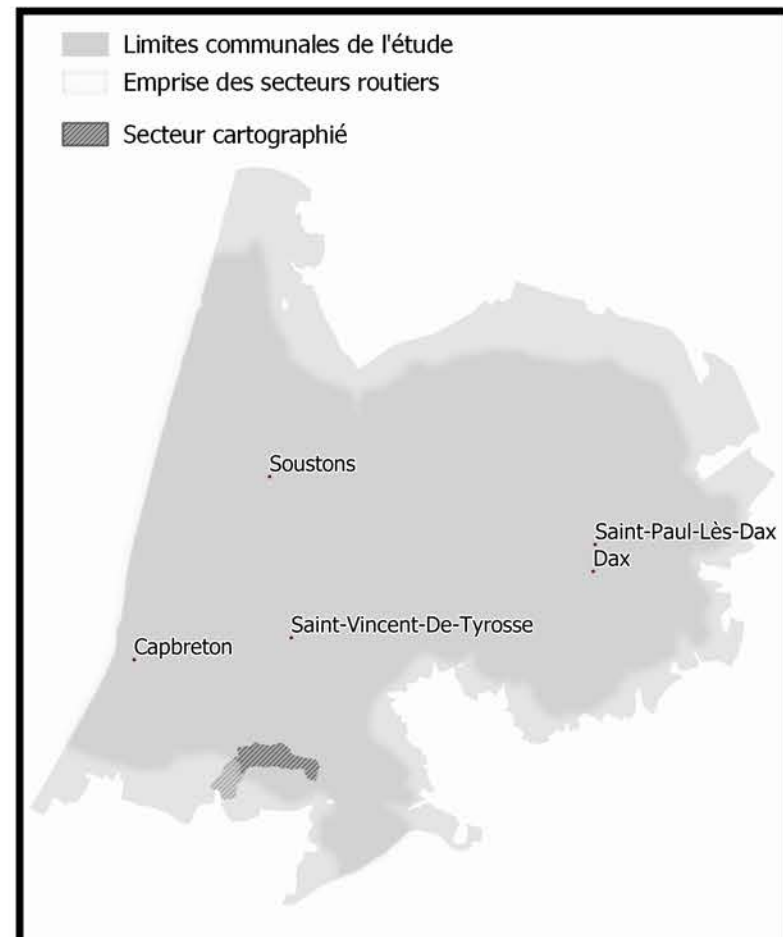 Limites communales de l'étude
Emprise des secteurs routiers
Secteur cartographié
Soustons
Saint-Paul-Lès-Dax
Dax
Saint-Vincent-De-Tyrosse
Capbreton